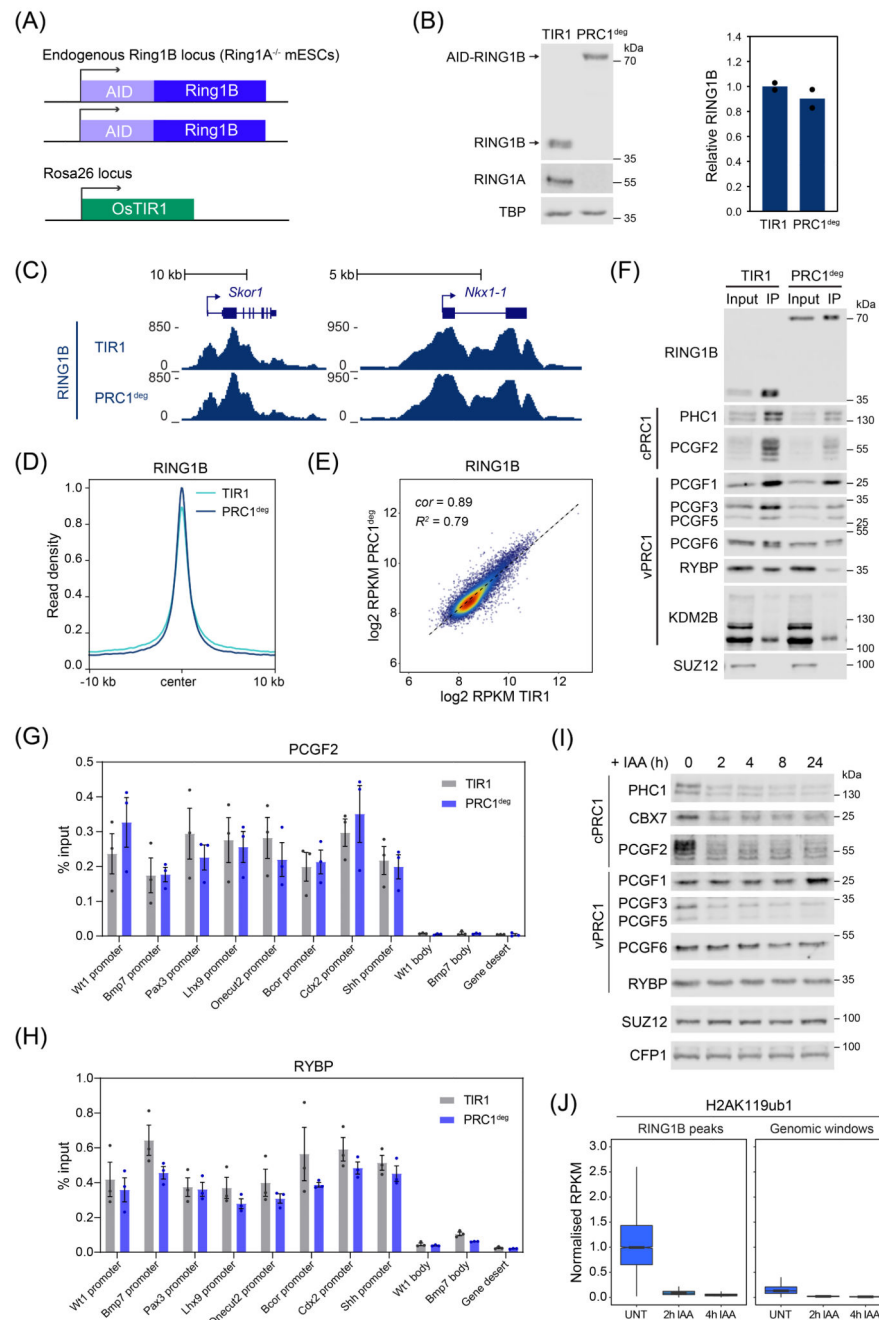 (A)
Endogenous Ring1B locus (Ring1A-/- mESCs)
AID Ring1B
AID Ring1B
Rosa26 locus
OsTIR1
(B)
TIR1 PRC1deg
kDa
AID-RING1B
70
RING1B
35
RING1A
55
TBP
35
Relative RING1B
1.4
1.2
1.0
0.8
0.6
0.4
0.2
0.0
TIR1 PRC1deg
(C)
10 kb
5 kb
Skor1
Nkx1-1
RING1B
TIR1
850
0
950
0
PRC1deg
850
0
950
0
(D)
RING1B
TIR1
PRC1deg
Read density
1.0
0.8
0.6
0.4
0.2
0.0
-10 kb center 10 kb
(E)
RING1B
cor = 0.89
R2 = 0.79
log2 RPKM PRC1deg
12
10
8
6
6 8 10 12
log2 RPKM TIR1
(F)
TIR1 PRC1deg
Input IP Input IP
kDa
RING1B
70
35
cPRC1
PHC1
130
PCGF2
55
vPRC1
PCGF1
25
PCGF3
35
PCGF5
25
PCGF6
55
RYBP
35
KDM2B
130
100
SUZ12
100
(G)
PCGF2
TIR1
PRC1deg
% input
0.5
0.4
0.3
0.2
0.1
0.0
Wt1 promoter
Bmp7 promoter
Pax3 promoter
Lhx9 promoter
Onecut2 promoter
Bcor promoter
Cdx2 promoter
Shh promoter
Wt1 body
Bmp7 body
Gene desert
(H)
RYBP
TIR1
PRC1deg
% input
0.8
0.6
0.4
0.2
0.0
Wt1 promoter
Bmp7 promoter
Pax3 promoter
Lhx9 promoter
Onecut2 promoter
Bcor promoter
Cdx2 promoter
Shh promoter
Wt1 body
Bmp7 body
Gene desert
(I)
+ IAA (h) 0 2 4 8 24
kDa
cPRC1
PHC1
130
CBX7
25
PCGF2
55
vPRC1
PCGF1
25
PCGF3
35
PCGF5
PCGF6
55
RYBP
35
SUZ12
100
CFP1
100
(J)
H2AK119ub1
RING1B peaks Genomic windows
Normalised RPKM
3.0
2.5
2.0
1.5
1.0
0.5
0.0
UNT 2h IAA 4h IAA
UNT 2h IAA 4h IAA